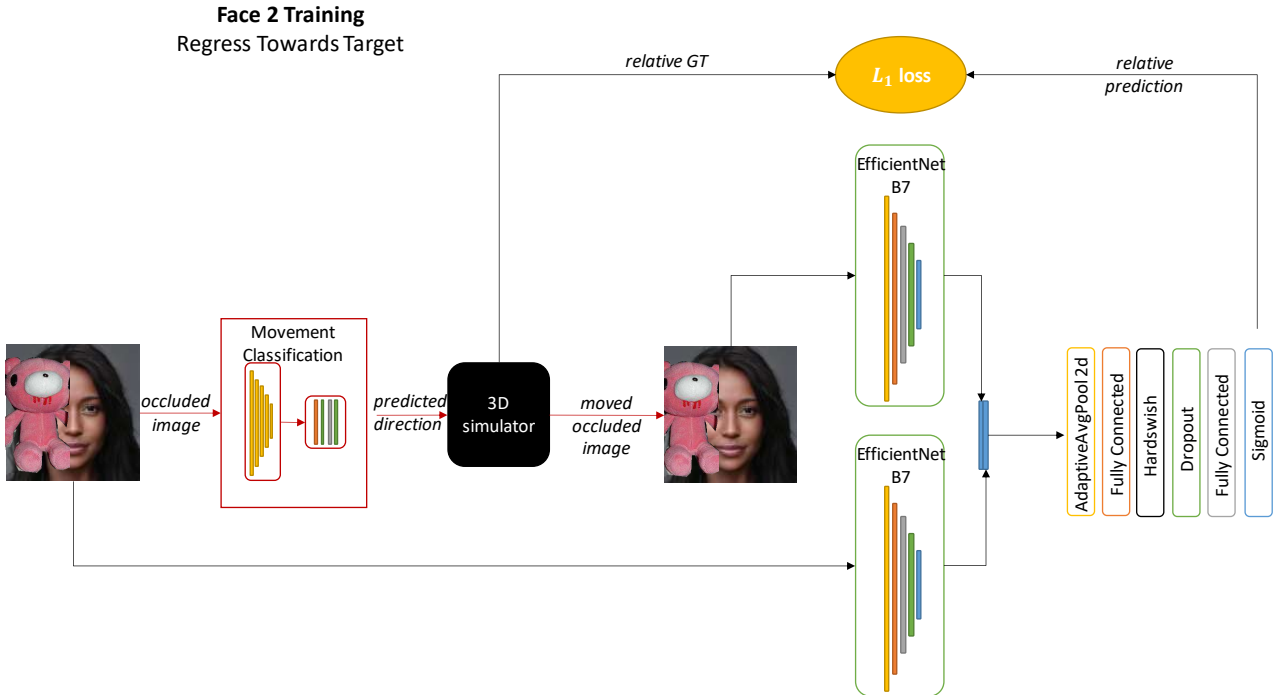 Face 2 Training
Regress Towards Target
relative GT
L₁ loss
relative
prediction
EfficientNet
B7
Movement
Classification
occluded
image
predicted
direction
3D
simulator
moved
occluded
image
EfficientNet
B7
AdaptiveAvgPool 2d
Fully Connected
Hardswish
Dropout
Fully Connected
Sigmoid